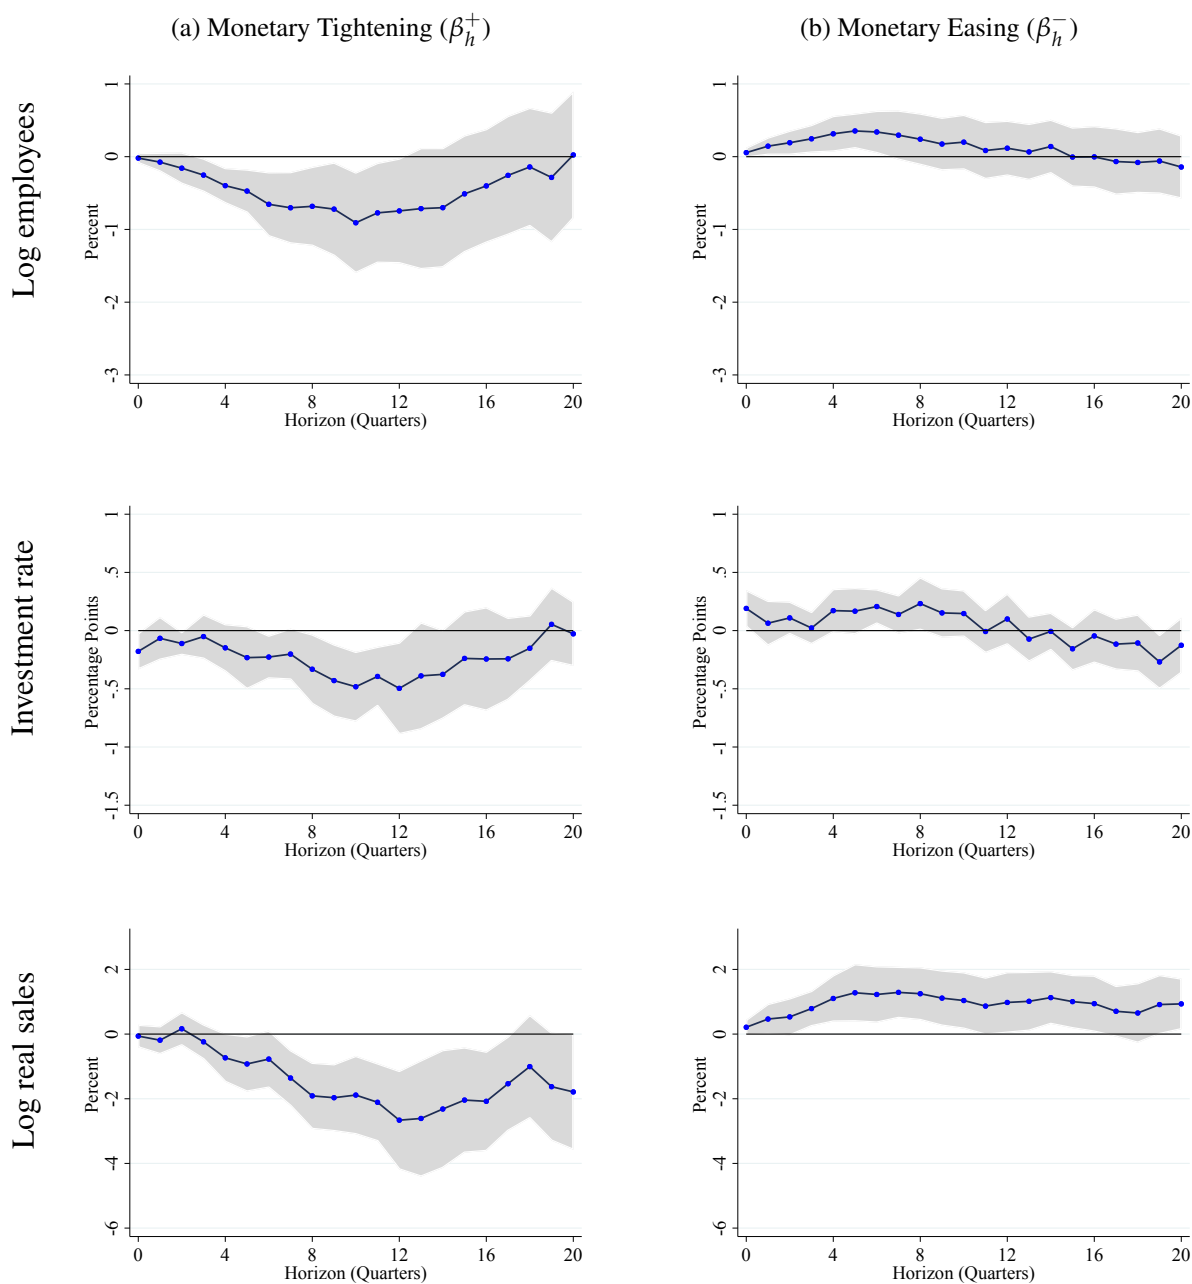 (a) Monetary Tightening (β_h^+)
(b) Monetary Easing (β_h^-)
Log employees
Percent
1
0
-1
-2
-3
0 4 8 12 16 20
Horizon (Quarters)
Percent
1
0
-1
-2
-3
0 4 8 12 16 20
Horizon (Quarters)
Investment rate
Percentage Points
1
.5
0
-.5
-1
-1.5
0 4 8 12 16 20
Horizon (Quarters)
Percentage Points
1
.5
0
-.5
-1
-1.5
0 4 8 12 16 20
Horizon (Quarters)
Log real sales
Percent
2
0
-2
-4
-6
0 4 8 12 16 20
Horizon (Quarters)
Percent
2
0
-2
-4
-6
0 4 8 12 16 20
Horizon (Quarters)